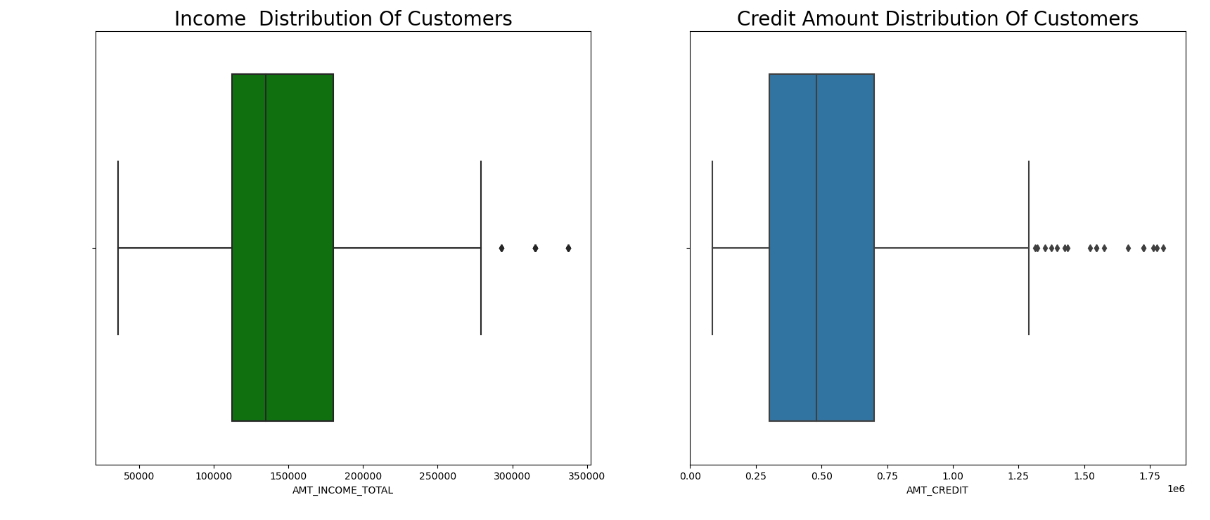 Income  Distribution Of Customers
50000 100000 150000 200000 250000 300000 350000
AMT_INCOME_TOTAL
Credit Amount Distribution Of Customers
0.00 0.25 0.50 0.75 1.00 1.25 1.50 1.75
1e6
AMT_CREDIT